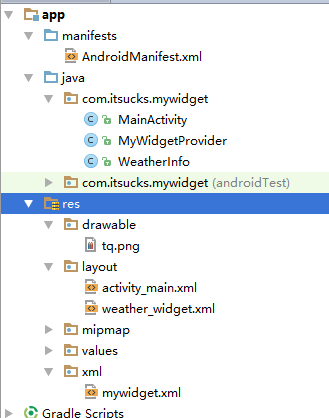 app
manifests
AndroidManifest.xml
java
com.itsucks.mywidget
MainActivity
MyWidgetProvider
WeatherInfo
com.itsucks.mywidget (androidTest)
res
drawable
tq.png
layout
activity_main.xml
weather_widget.xml
mipmap
values
xml
mywidget.xml
Gradle Scripts